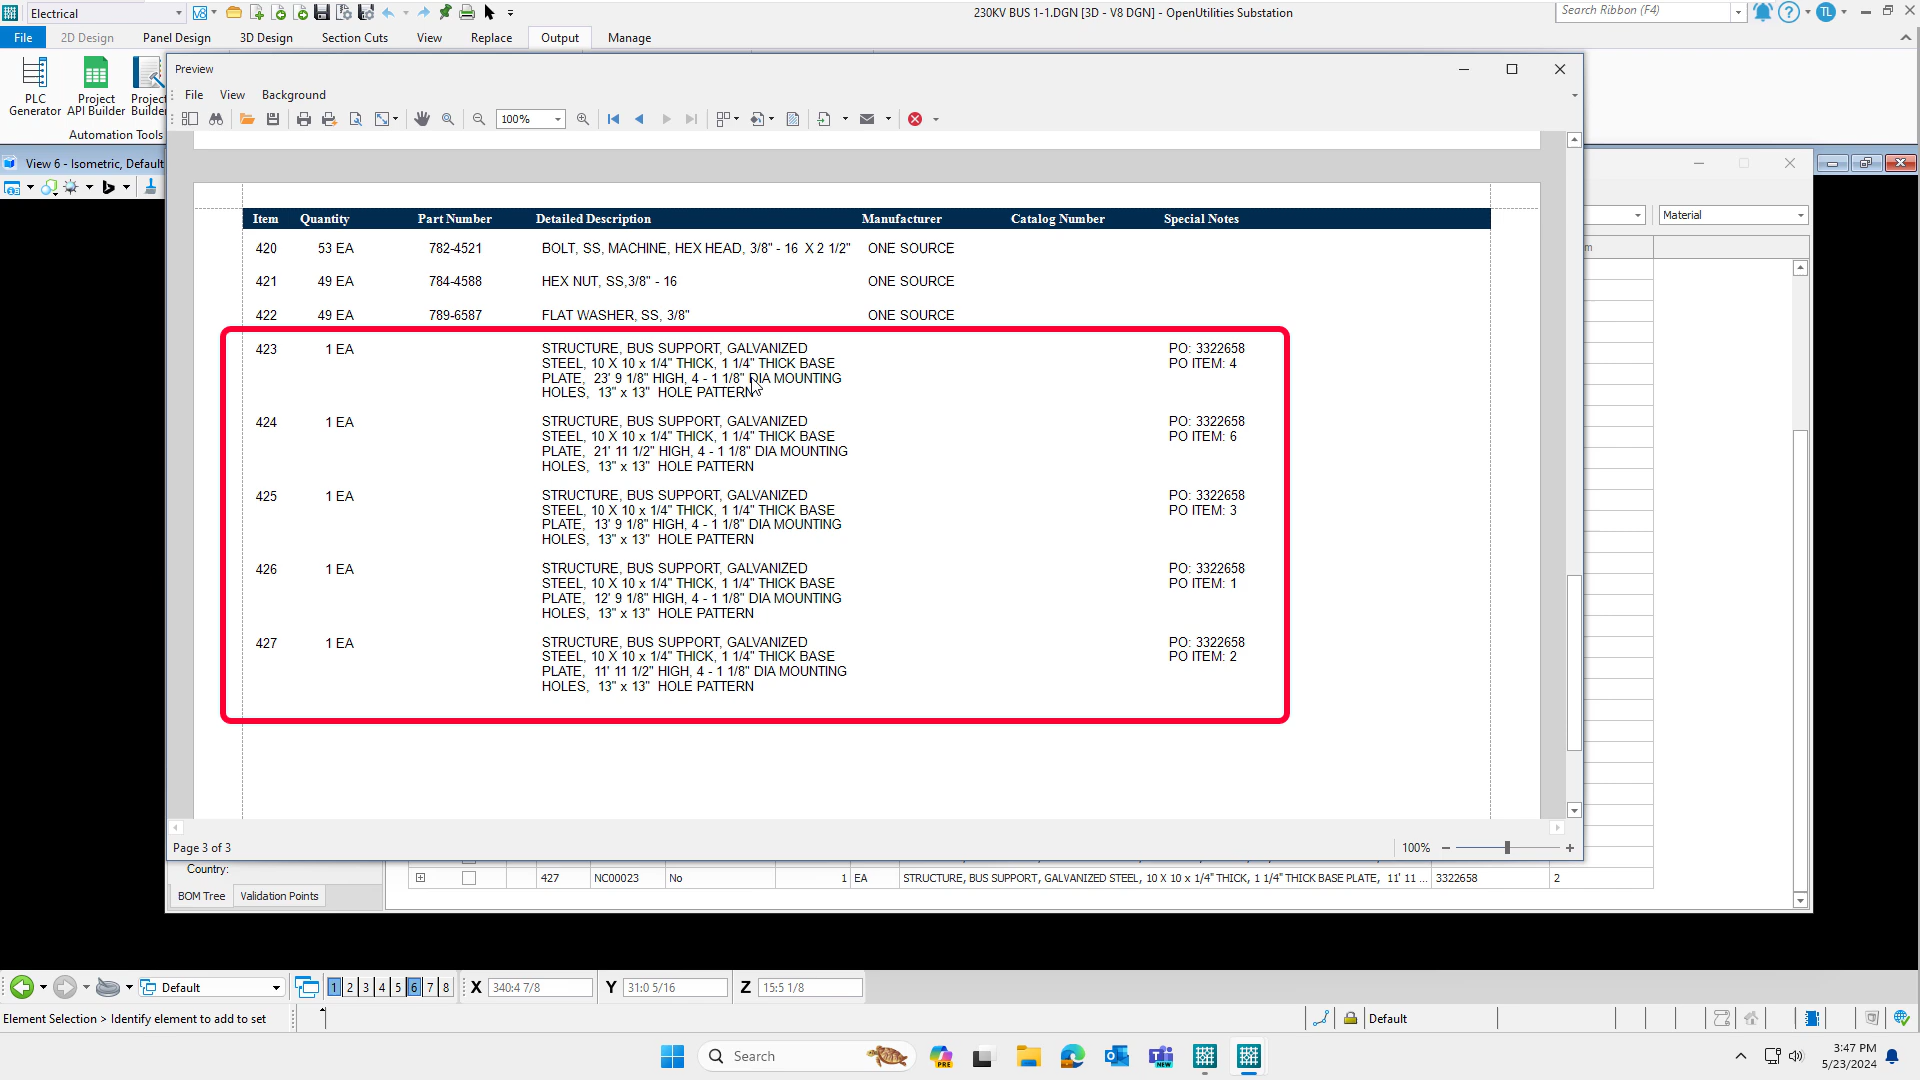 Electrical
230KV BUS 1-1.DGN [3D - V8 DGN] - OpenUtilities Substation
Search Ribbon (F4)
TL
File
2D Design
Panel Design
3D Design
Section Cuts
View
Replace
Output
Manage
PLC
Generator
Project
API Builder
Project
Builder
Automation Tools
View 6 - Isometric, Default
Preview
File View Background
100%
Material
Item Quantity Part Number Detailed Description Manufacturer Catalog Number Special Notes
420 53 EA 782-4521 BOLT, SS, MACHINE, HEX HEAD, 3/8" - 16 X 2 1/2" ONE SOURCE
421 49 EA 784-4588 HEX NUT, SS,3/8" - 16 ONE SOURCE
422 49 EA 789-6587 FLAT WASHER, SS, 3/8" ONE SOURCE
423 1 EA STRUCTURE, BUS SUPPORT, GALVANIZED PO: 3322658
STEEL, 10 X 10 x 1/4" THICK, 1 1/4" THICK BASE PO ITEM: 4
PLATE, 23' 9 1/8" HIGH, 4 - 1 1/8" DIA MOUNTING
HOLES, 13" x 13" HOLE PATTERN
424 1 EA STRUCTURE, BUS SUPPORT, GALVANIZED PO: 3322658
STEEL, 10 X 10 x 1/4" THICK, 1 1/4" THICK BASE PO ITEM: 6
PLATE, 21' 11 1/2" HIGH, 4 - 1 1/8" DIA MOUNTING
HOLES, 13" x 13" HOLE PATTERN
425 1 EA STRUCTURE, BUS SUPPORT, GALVANIZED PO: 3322658
STEEL, 10 X 10 x 1/4" THICK, 1 1/4" THICK BASE PO ITEM: 3
PLATE, 13' 9 1/8" HIGH, 4 - 1 1/8" DIA MOUNTING
HOLES, 13" x 13" HOLE PATTERN
426 1 EA STRUCTURE, BUS SUPPORT, GALVANIZED PO: 3322658
STEEL, 10 X 10 x 1/4" THICK, 1 1/4" THICK BASE PO ITEM: 1
PLATE, 12' 9 1/8" HIGH, 4 - 1 1/8" DIA MOUNTING
HOLES, 13" x 13" HOLE PATTERN
427 1 EA STRUCTURE, BUS SUPPORT, GALVANIZED PO: 3322658
STEEL, 10 X 10 x 1/4" THICK, 1 1/4" THICK BASE PO ITEM: 2
PLATE, 11' 11 1/2" HIGH, 4 - 1 1/8" DIA MOUNTING
HOLES, 13" x 13" HOLE PATTERN
Page 3 of 3
100%
Country:
427 NC00023 No 1 EA STRUCTURE, BUS SUPPORT, GALVANIZED STEEL, 10 X 10 x 1/4" THICK, 1 1/4" THICK BASE PLATE, 11' 11 ... 3322658 2
BOM Tree Validation Points
Default 1 2 3 4 5 6 7 8 X 340:4 7/8 Y 31:0 5/16 Z 15:5 1/8
Element Selection > Identify element to add to set
Default
Search
PRE
NEW
3:47 PM
5/23/2024